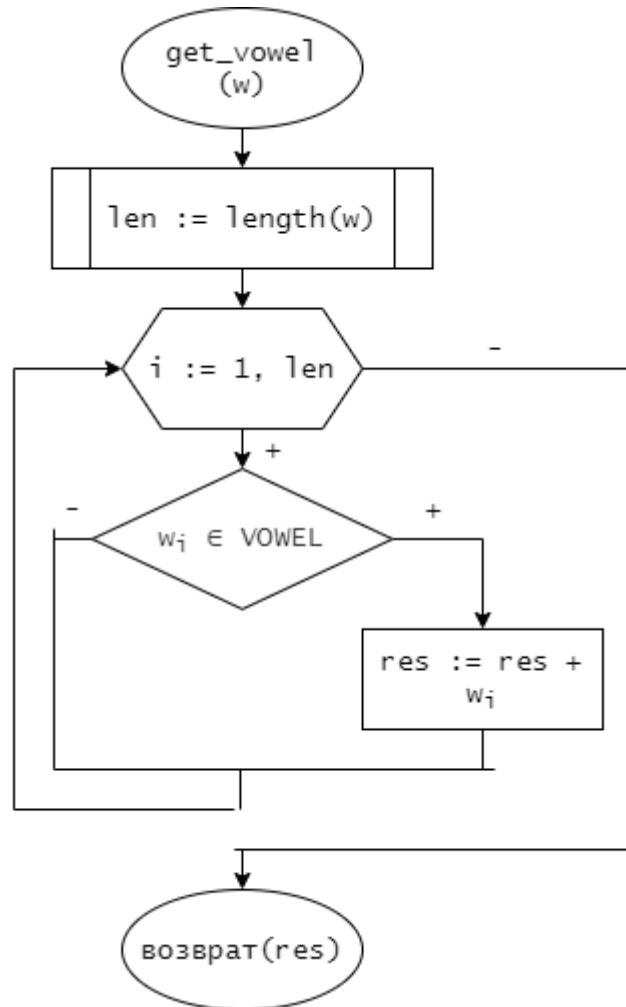 get_vowel
(w)
len := length(w)
i := 1, len
-
+
-
wᵢ ∈ VOWEL
+
res := res +
wᵢ
возврат(res)